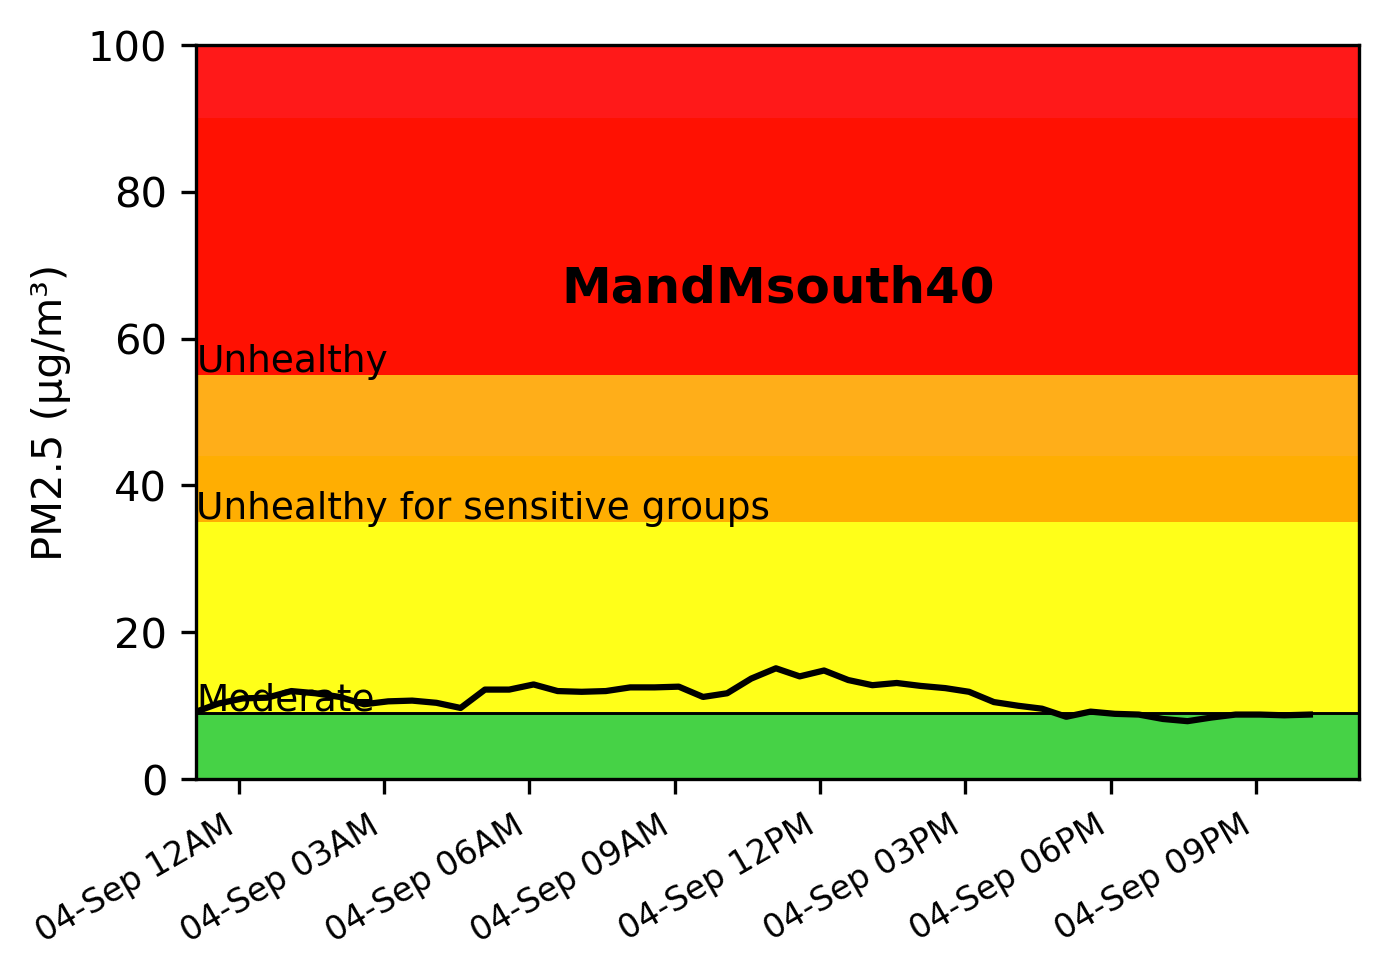 100
80
60
40
20
0
PM2.5 (µg/m³)
MandMsouth40
Unhealthy
Unhealthy for sensitive groups
Moderate
04-Sep 12AM
04-Sep 03AM
04-Sep 06AM
04-Sep 09AM
04-Sep 12PM
04-Sep 03PM
04-Sep 06PM
04-Sep 09PM